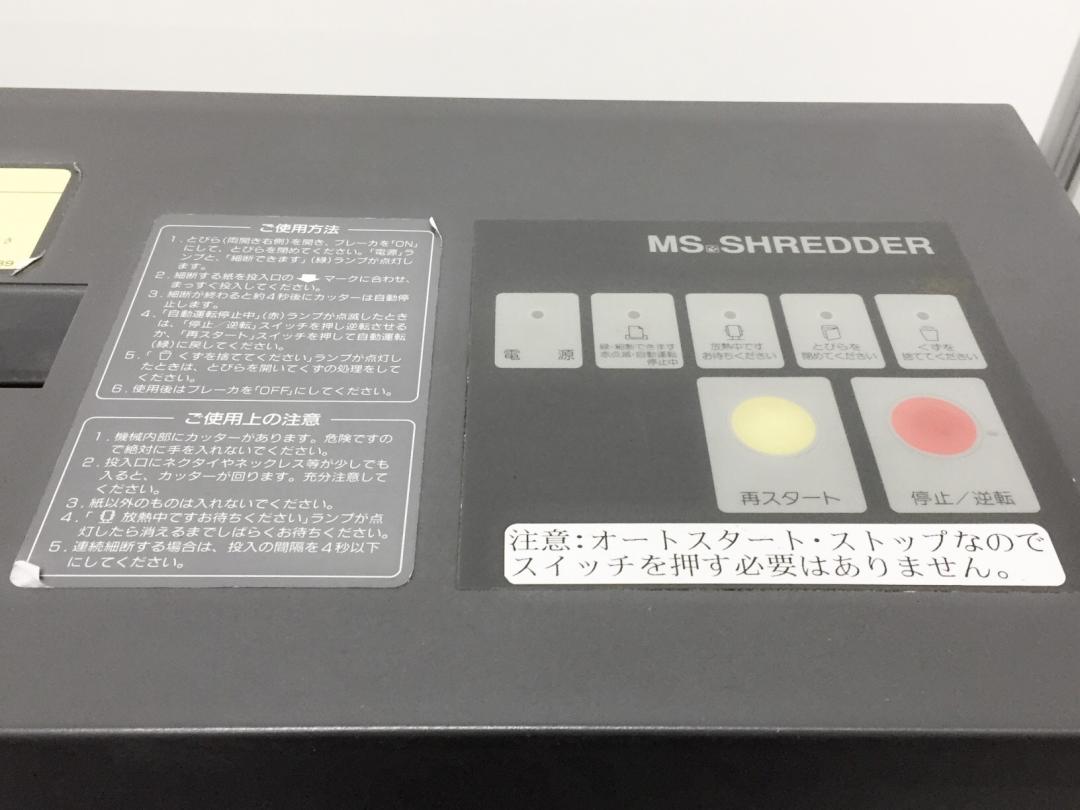 ご使用方法
1. とびら(両開き右側)を開き、ブレーカを「ON」
にして、とびらを閉めてください。「電源」ラ
ンプと、「細断できます」(緑)ランプが点灯し
ます。
2. 細断する紙を投入口の マークに合わせ、
まっすぐ投入してください。
3. 細断が終わると約4秒後にカッターは自動停
止します。
4. 「自動運転停止中」(赤)ランプが点滅したとき
は、「停止/逆転」スイッチを押し逆転させる
か、「再スタート」スイッチを押して自動運転
(緑)に戻してください。
5. 「 くずを捨ててください」ランプが点灯し
たときは、とびらを開いてくずの処理をして
ください。
6. 使用後はブレーカを「OFF」にしてください。
ご使用上の注意
1. 機械内部にカッターがあります。危険ですの
で絶対に手を入れないでください。
2. 投入口にネクタイやネックレス等が少しでも
入ると、カッターが回ります。充分注意して
ください。
3. 紙以外のものは入れないでください。
4. 「 放熱中ですお待ちください」ランプが点
灯したら消えるまでしばらくお待ちください。
5. 連続細断する場合は、投入の間隔を4秒以下
にしてください。
MS SHREDDER
電源
緑・細断できます
赤点滅・自動運転
停止中
放熱中です
お待ちください
とびらを
閉めてください
くずを
捨ててください
再スタート
停止/逆転
注意:オートスタート・ストップなので
スイッチを押す必要はありません。